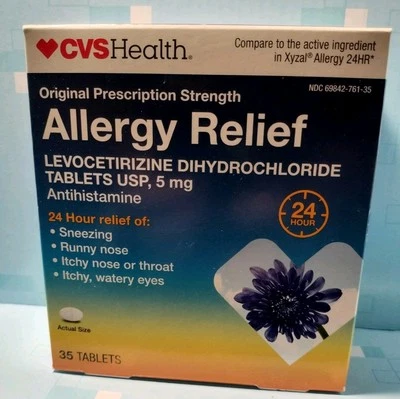 CVSHealth®
Compare to the active ingredient
in Xyzal® Allergy 24HR*
NDC 69842-761-35
Original Prescription Strength
Allergy Relief
LEVOCETIRIZINE DIHYDROCHLORIDE
TABLETS USP, 5 mg
Antihistamine
24 Hour relief of:
• Sneezing
• Runny nose
• Itchy nose or throat
• Itchy, watery eyes
24
HOUR
Actual Size
35 TABLETS